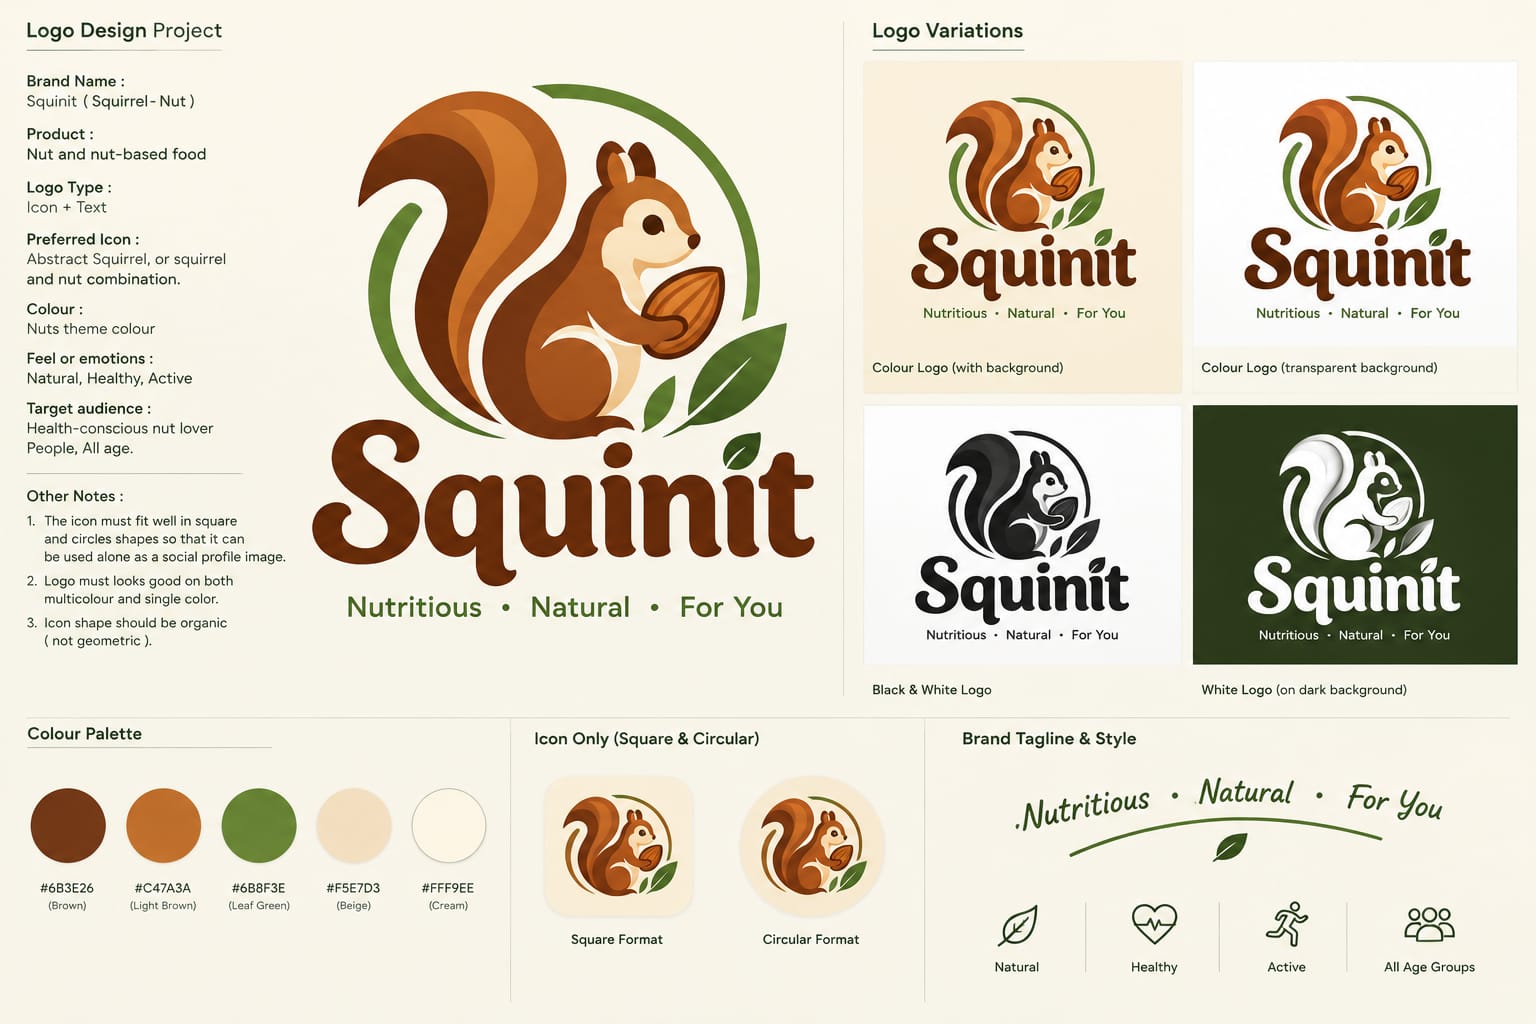 Logo Design Project
Brand Name :
Squinit ( Squirrel - Nut )
Product :
Nut and nut-based food
Logo Type :
Icon + Text
Preferred Icon :
Abstract Squirrel, or squirrel
and nut combination.
Colour :
Nuts theme colour
Feel or emotions :
Natural, Healthy, Active
Target audience :
Health-conscious nut lover
People, All age.
Other Notes :
1. The icon must fit well in square
and circles shapes so that it can
be used alone as a social profile image.
2. Logo must looks good on both
multicolour and single color.
3. Icon shape should be organic
( not geometric ).
Squinit
Nutritious • Natural • For You
Logo Variations
Squinit
Nutritious • Natural • For You
Colour Logo (with background)
Squinit
Nutritious • Natural • For You
Colour Logo (transparent background)
Squinit
Nutritious • Natural • For You
Black & White Logo
Squinit
Nutritious • Natural • For You
White Logo (on dark background)
Colour Palette
#6B3E26
(Brown)
#C47A3A
(Light Brown)
#6B8F3E
(Leaf Green)
#F5E7D3
(Beige)
#FFF9EE
(Cream)
Icon Only (Square & Circular)
Square Format
Circular Format
Brand Tagline & Style
Nutritious • Natural • For You
Natural
Healthy
Active
All Age Groups